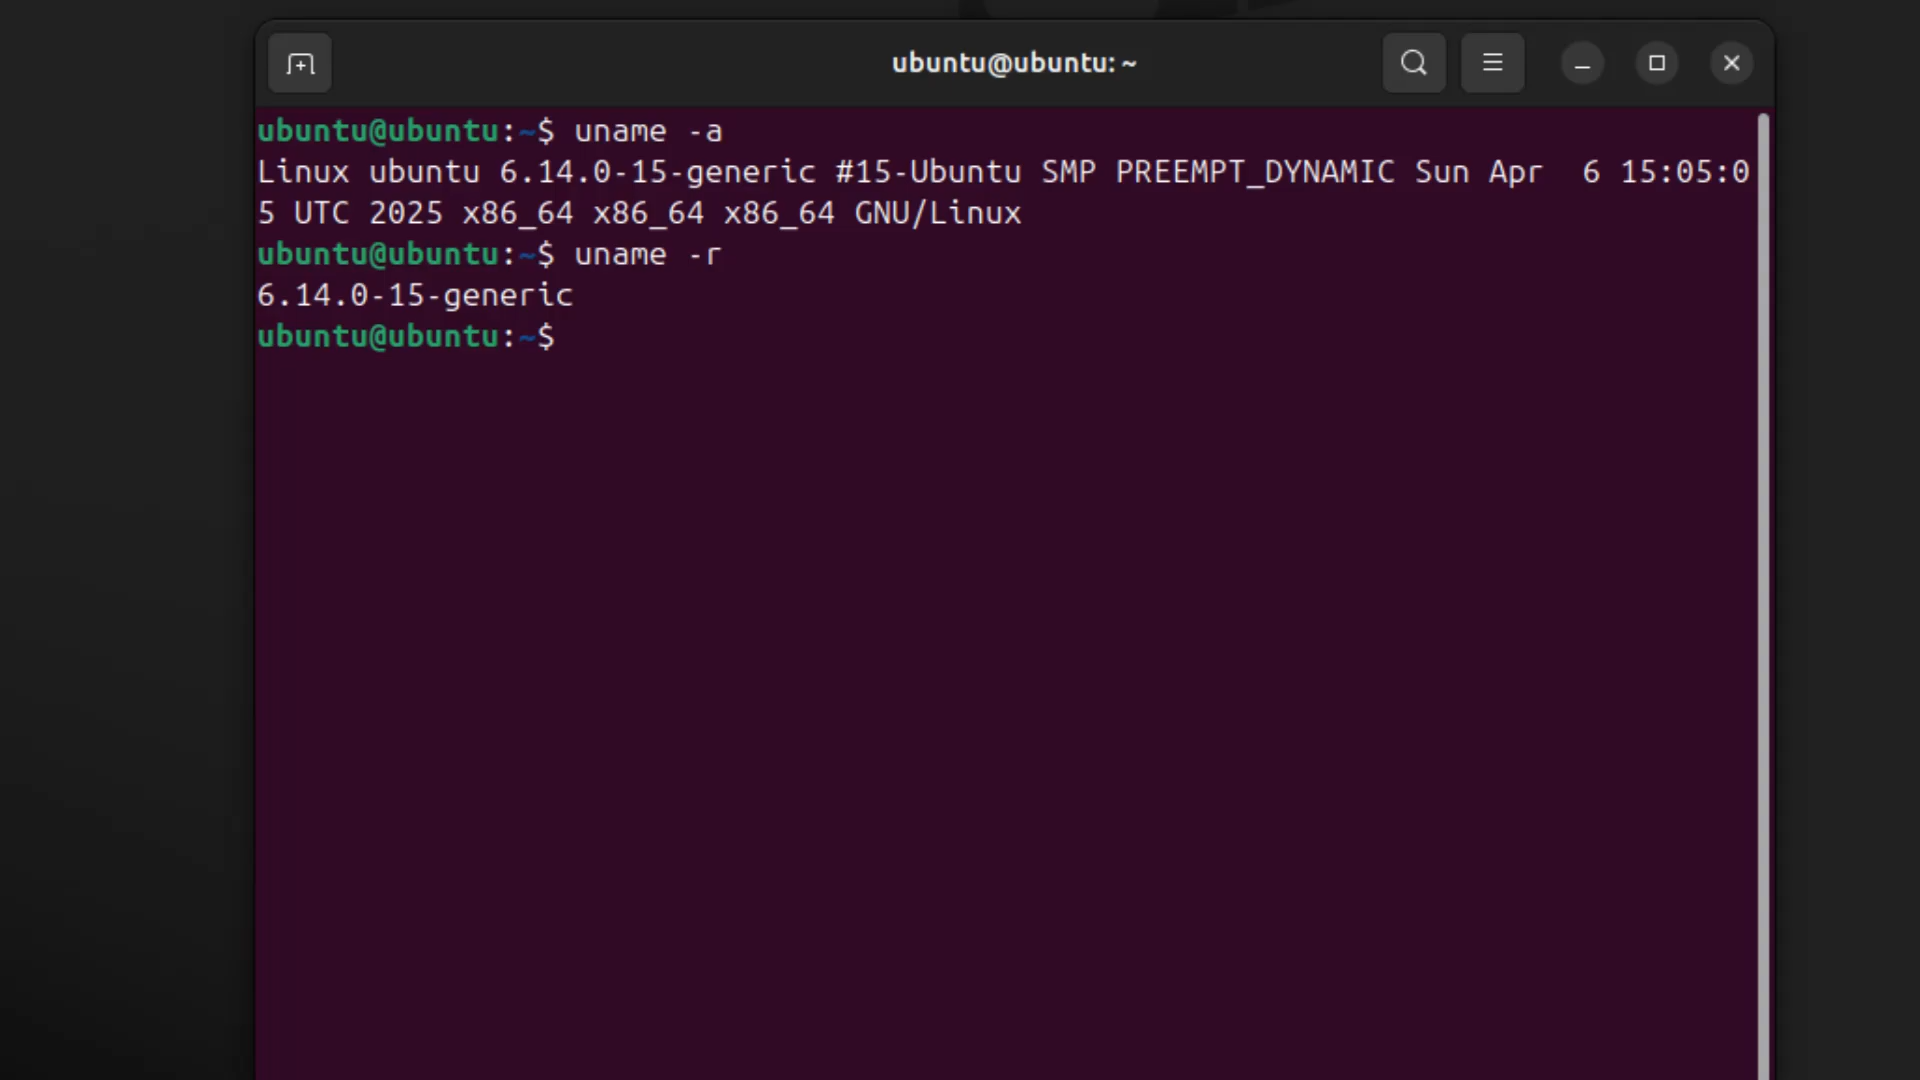 ubuntu@ubuntu: ~
ubuntu@ubuntu:~$ uname -a
Linux ubuntu 6.14.0-15-generic #15-Ubuntu SMP PREEMPT_DYNAMIC Sun Apr  6 15:05:0
5 UTC 2025 x86_64 x86_64 x86_64 GNU/Linux
ubuntu@ubuntu:~$ uname -r
6.14.0-15-generic
ubuntu@ubuntu:~$